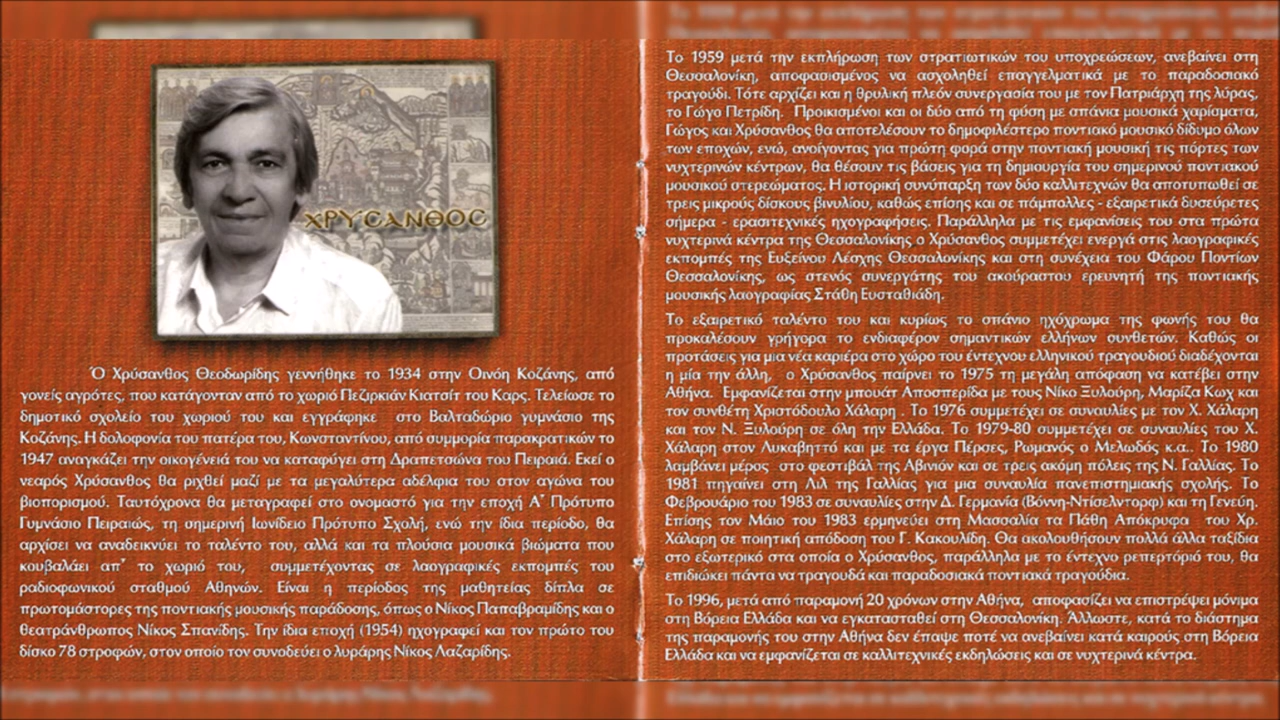 ΧΡΥСΑΝΘΟС
Ὁ Χρύσανθος Θεοδωρίδης γεννήθηκε το 1934 στην Οινόη Κοζάνης, από
γονείς αγρότες, που κατάγονταν από το χωριό Πεζιρκιάν Κιατσίτ του Καρς. Τελείωσε το
δημοτικό σχολείο του χωριού του και εγγράφηκε στο Βαλταδώριο γυμνάσιο της
Κοζάνης. Η δολοφονία του πατέρα του, Κωνσταντίνου, από συμμορία παρακρατικών το
1947 αναγκάζει την οικογένειά του να καταφύγει στη Δραπετσώνα του Πειραιά. Εκεί ο
νεαρός Χρύσανθος θα ριχθεί μαζί με τα μεγαλύτερα αδέλφια του στον αγώνα του
βιοπορισμού. Ταυτόχρονα θα μεταγραφεί στο ονομαστό για την εποχή Α΄ Πρότυπο
Γυμνάσιο Πειραιώς, τη σημερινή Ιωνίδειο Πρότυπο Σχολή, ενώ την ίδια περίοδο, θα
αρχίσει να αναδεικνύει το ταλέντο του, αλλά και τα πλούσια μουσικά βιώματα που
κουβαλάει απ΄ το χωριό του, συμμετέχοντας σε λαογραφικές εκπομπές του
ραδιοφωνικού σταθμού Αθηνών. Είναι η περίοδος της μαθητείας δίπλα σε
πρωτομάστορες της ποντιακής μουσικής παράδοσης, όπως ο Νίκος Παπαβραμίδης και ο
θεατράνθρωπος Νίκος Σπανίδης. Την ίδια εποχή (1954) ηχογραφεί και τον πρώτο του
δίσκο 78 στροφών, στον οποίο τον συνοδεύει ο λυράρης Νίκος Λαζαρίδης.
Το 1959 μετά την εκπλήρωση των στρατιωτικών του υποχρεώσεων, ανεβαίνει στη
Θεσσαλονίκη, αποφασισμένος να ασχοληθεί επαγγελματικά με το παραδοσιακό
τραγούδι. Τότε αρχίζει και η θρυλική πλεόν συνεργασία του με τον Πατριάρχη της λύρας,
το Γώγο Πετρίδη. Προικισμένοι και οι δύο από τη φύση με σπάνια μουσικά χαρίσματα,
Γώγος και Χρύσανθος θα αποτελέσουν το δημοφιλέστερο ποντιακό μουσικό δίδυμο όλων
των εποχών, ενώ, ανοίγοντας για πρώτη φορά στην ποντιακή μουσική τις πόρτες των
νυχτερινών κέντρων, θα θέσουν τις βάσεις για τη δημιουργία του σημερινού ποντιακού
μουσικού στερεώματος. Η ιστορική συνύπαρξη των δύο καλλιτεχνών θα αποτυπωθεί σε
τρεις μικρούς δίσκους βινυλίου, καθώς επίσης και σε πάμπολλες - εξαιρετικά δυσεύρετες
σήμερα - ερασιτεχνικές ηχογραφήσεις. Παράλληλα με τις εμφανίσεις του στα πρώτα
νυχτερινά κέντρα της Θεσσαλονίκης,ο Χρύσανθος συμμετέχει ενεργά στις λαογραφικές
εκπομπές της Ευξείνου Λέσχης Θεσσαλονίκης και στη συνέχεια του Φάρου Ποντίων
Θεσσαλονίκης, ως στενός συνεργάτης του ακούραστου ερευνητή της ποντιακής
μουσικής λαογραφίας Στάθη Ευσταθιάδη.
Το εξαιρετικό ταλέντο του και κυρίως το σπάνιο ηχόχρωμα της φωνής του θα
προκαλέσουν γρήγορα το ενδιαφέρον σημαντικών ελλήνων συνθετών. Καθώς οι
προτάσεις για μια νέα καριέρα στο χώρο του έντεχνου ελληνικού τραγουδιού διαδέχονται
η μία την άλλη, ο Χρύσανθος παίρνει το 1975 τη μεγάλη απόφαση να κατέβει στην
Αθήνα. Εμφανίζεται στην μπουάτ Αποσπερίδα με τους Νίκο Ξυλούρη, Μαρίζα Κωχ και
τον συνθέτη Χριστόδουλο Χάλαρη . Το 1976 συμμετέχει σε συναυλίες με τον Χ. Χάλαρη
και τον Ν. Ξυλούρη σε όλη την Ελλάδα. Το 1979-80 συμμετέχει σε συναυλίες του Χ.
Χάλαρη στον Λυκαβηττό και με τα έργα Πέρσες, Ρωμανός ο Μελωδός κ.α.. Το 1980
λαμβάνει μέρος στο φεστιβάλ της Αβινιόν και σε τρεις ακόμη πόλεις της Ν. Γαλλίας. Το
1981 πηγαίνει στη Λιλ της Γαλλίας για μια συναυλία πανεπιστημιακής σχολής. Το
Φεβρουάριο του 1983 σε συναυλίες στην Δ. Γερμανία (Βόννη-Ντίσελντορφ) και τη Γενεύη.
Επίσης τον Μάιο του 1983 ερμηνεύει στη Μασσαλία τα Πάθη Απόκρυφα του Χρ.
Χάλαρη σε ποιητική απόδοση του Γ. Κακουλίδη. Θα ακολουθήσουν πολλά άλλα ταξίδια
στο εξωτερικό στα οποία ο Χρύσανθος, παράλληλα με το έντεχνο ρεπερτόριό του, θα
επιδιώκει πάντα να τραγουδά και παραδοσιακά ποντιακά τραγούδια.
Το 1996, μετά από παραμονή 20 χρόνων στην Αθήνα, αποφασίζει να επιστρέψει μόνιμα
στη Βόρεια Ελλάδα και να εγκατασταθεί στη Θεσσαλονίκη. Άλλωστε, κατά το διάστημα
της παραμονής του στην Αθήνα δεν έπαψε ποτέ να ανεβαίνει κατά καιρούς στη Βόρεια
Ελλάδα και να εμφανίζεται σε καλλιτεχνικές εκδηλώσεις και σε νυχτερινά κέντρα.